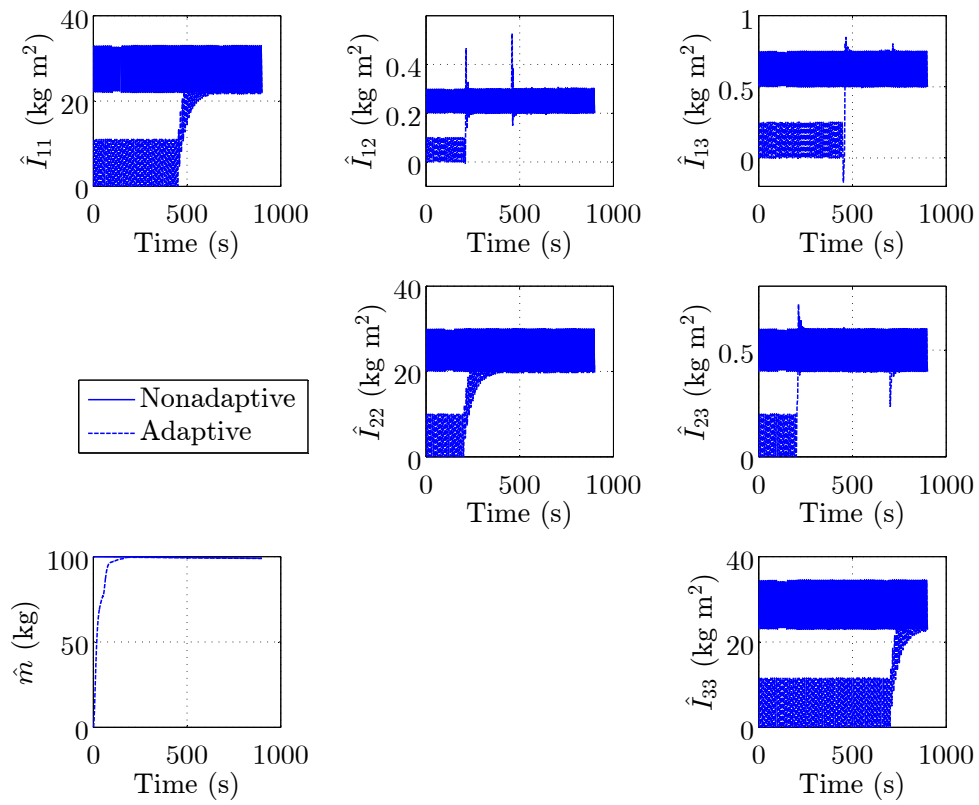 40
20
0
Î₁₁ (kg m²)
0 500 1000
Time (s)
0.4
0.2
0
Î₁₂ (kg m²)
0 500 1000
Time (s)
1
0.5
0
Î₁₃ (kg m²)
0 500 1000
Time (s)
40
20
0
Î₂₂ (kg m²)
0 500 1000
Time (s)
0.5
0
Î₂₃ (kg m²)
0 500 1000
Time (s)
Nonadaptive
Adaptive
100
50
0
m̂ (kg)
0 500 1000
Time (s)
40
20
0
Î₃₃ (kg m²)
0 500 1000
Time (s)